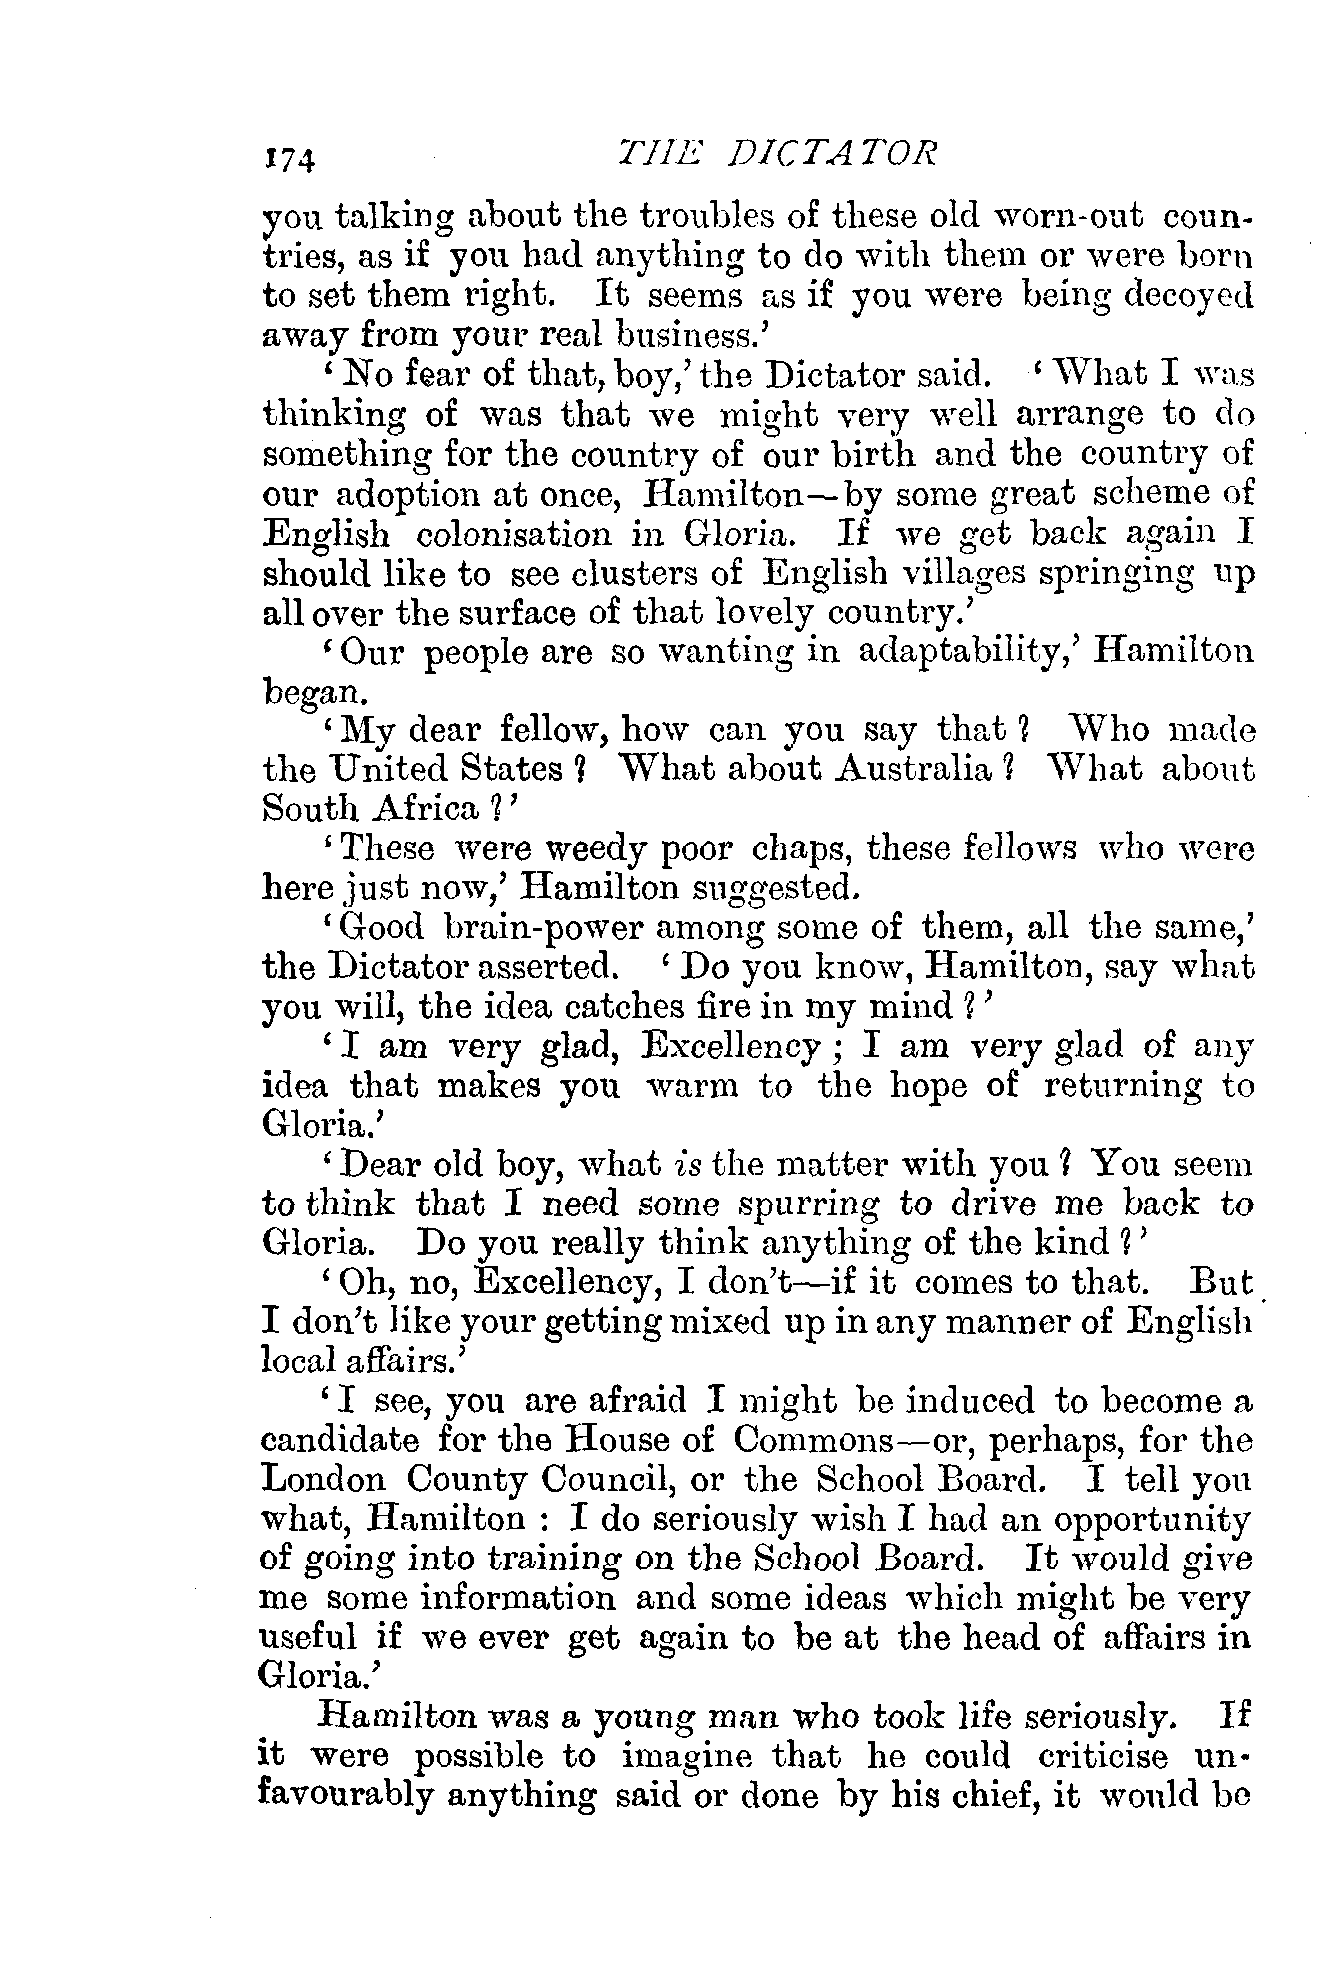 174 THE DICTATOR
you talking about the troubles of these old worn-out coun-
tries, as if you had anything to do with them or were born
to set them right. It seems as if you were being decoyed
away from your real business.’
‘No fear of that, boy,’ the Dictator said. ‘What I was
thinking of was that we might very well arrange to do
something for the country of our birth and the country of
our adoption at once, Hamilton—by some great scheme of
English colonisation in Gloria. If we get back again I
should like to see clusters of English villages springing up
all over the surface of that lovely country.’
‘Our people are so wanting in adaptability,’ Hamilton
began.
‘My dear fellow, how can you say that? Who made
the United States? What about Australia? What about
South Africa?’
‘These were weedy poor chaps, these fellows who were
here just now,’ Hamilton suggested.
‘Good brain-power among some of them, all the same,’
the Dictator asserted. ‘Do you know, Hamilton, say what
you will, the idea catches fire in my mind?’
‘I am very glad, Excellency; I am very glad of any
idea that makes you warm to the hope of returning to
Gloria.’
‘Dear old boy, what is the matter with you? You seem
to think that I need some spurring to drive me back to
Gloria. Do you really think anything of the kind?’
‘Oh, no, Excellency, I don’t—if it comes to that. But
I don’t like your getting mixed up in any manner of English
local affairs.’
‘I see, you are afraid I might be induced to become a
candidate for the House of Commons—or, perhaps, for the
London County Council, or the School Board. I tell you
what, Hamilton: I do seriously wish I had an opportunity
of going into training on the School Board. It would give
me some information and some ideas which might be very
useful if we ever get again to be at the head of affairs in
Gloria.’
Hamilton was a young man who took life seriously. If
it were possible to imagine that he could criticise un-
favourably anything said or done by his chief, it would be